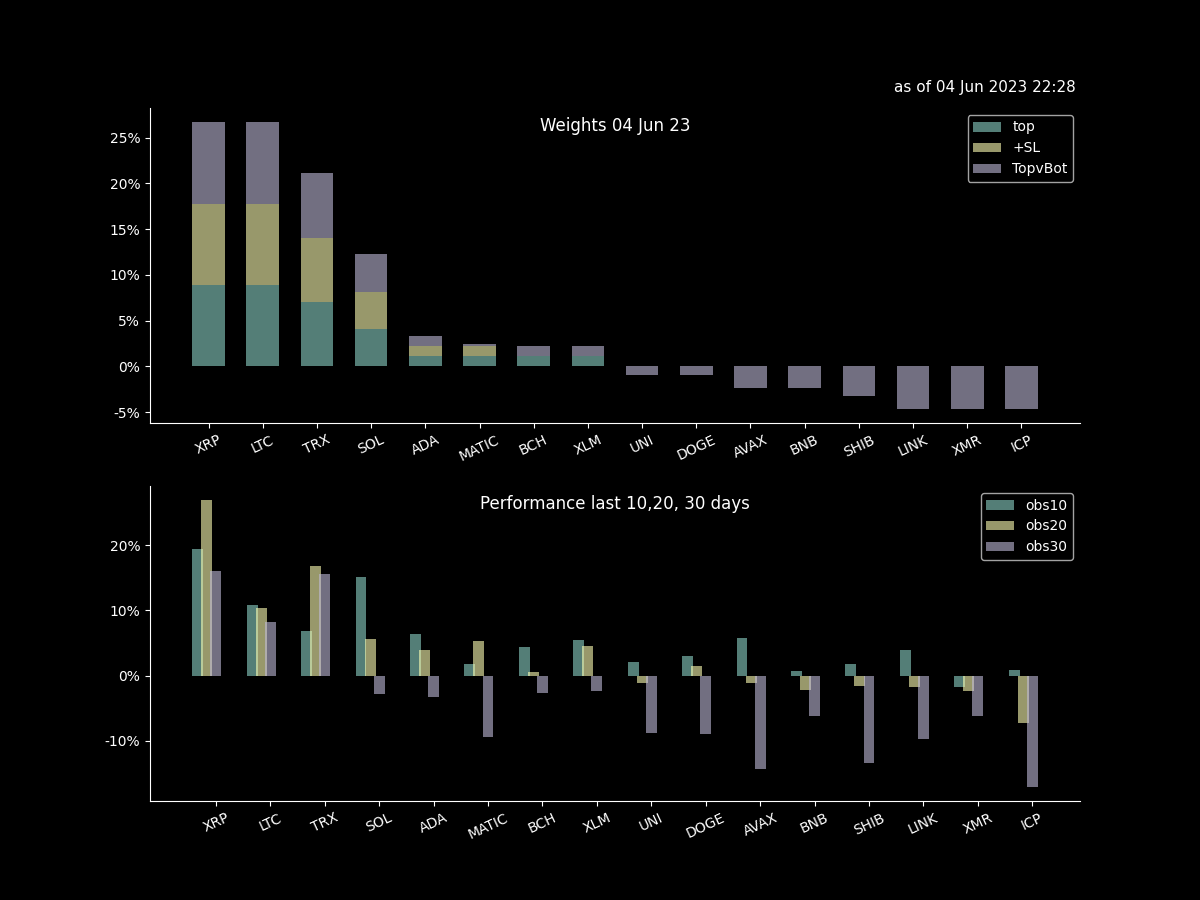 as of 04 Jun 2023 22:28
Weights 04 Jun 23
top
+SL
TopvBot
25%
20%
15%
10%
5%
0%
-5%
XRP LTC TRX SOL ADA MATIC BCH XLM UNI DOGE AVAX BNB SHIB LINK XMR ICP
Performance last 10,20, 30 days
obs10
obs20
obs30
20%
10%
0%
-10%
XRP LTC TRX SOL ADA MATIC BCH XLM UNI DOGE AVAX BNB SHIB LINK XMR ICP